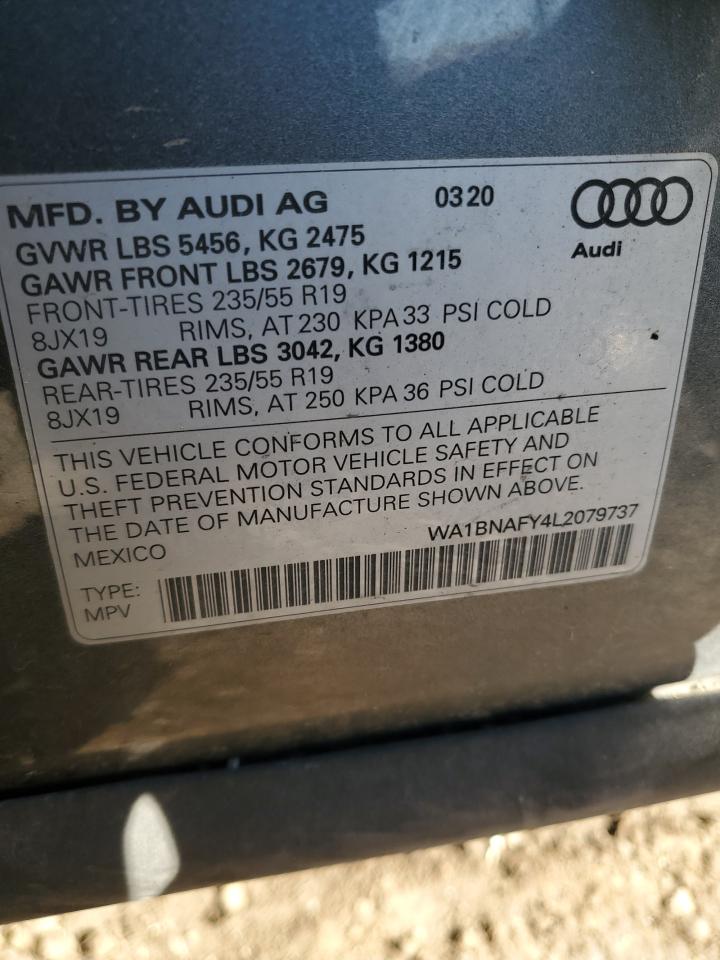 MFD. BY AUDI AG 0320
GVWR LBS 5456, KG 2475
Audi
GAWR FRONT LBS 2679, KG 1215
FRONT-TIRES 235/55 R19
8JX19 RIMS, AT 230 KPA 33 PSI COLD
GAWR REAR LBS 3042, KG 1380
REAR-TIRES 235/55 R19
8JX19 RIMS, AT 250 KPA 36 PSI COLD
THIS VEHICLE CONFORMS TO ALL APPLICABLE
U.S. FEDERAL MOTOR VEHICLE SAFETY AND
THEFT PREVENTION STANDARDS IN EFFECT ON
THE DATE OF MANUFACTURE SHOWN ABOVE.
MEXICO WA1BNAFY4L2079737
TYPE:
MPV